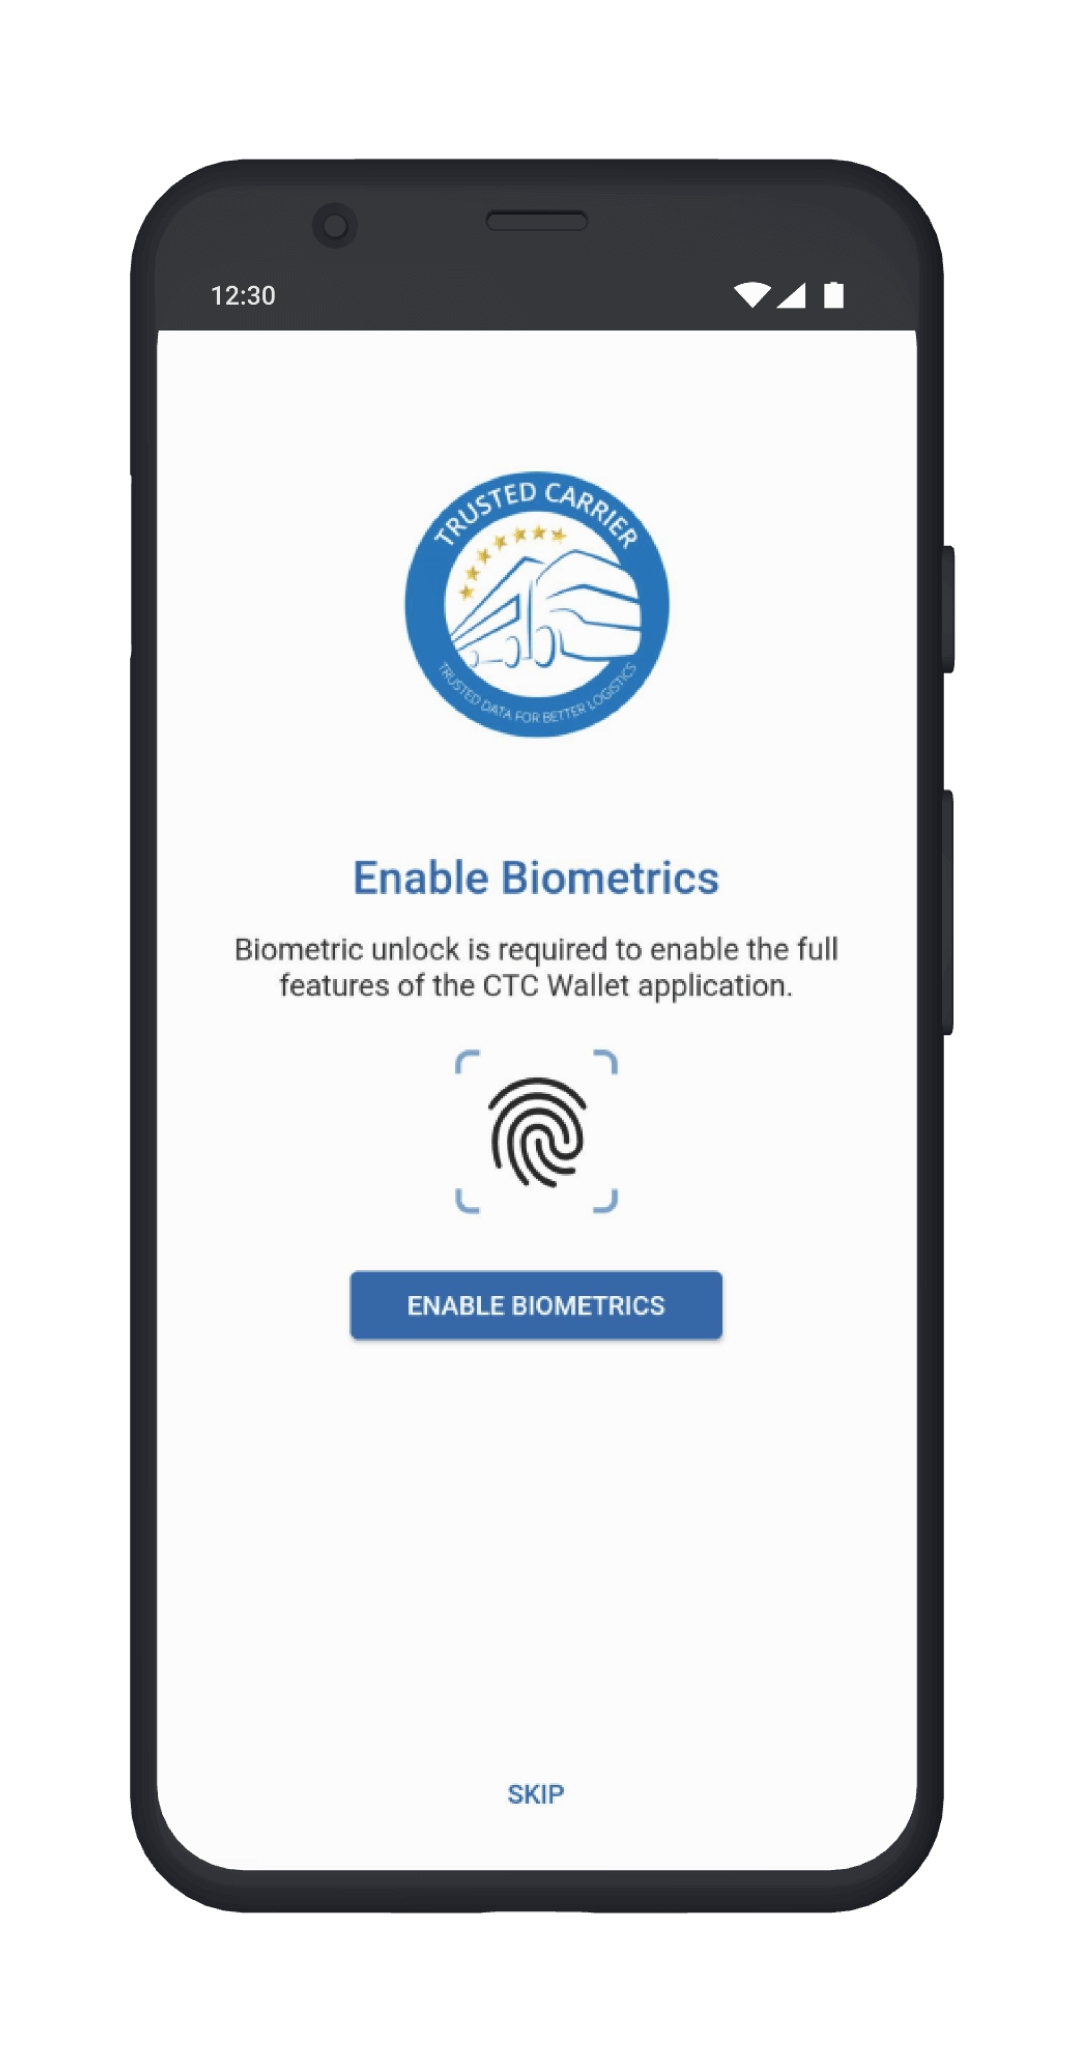 12:30
TRUSTED CARRIER
TRUSTED DATA FOR BETTER LOGISTICS
Enable Biometrics
Biometric unlock is required to enable the full
features of the CTC Wallet application.
ENABLE BIOMETRICS
SKIP